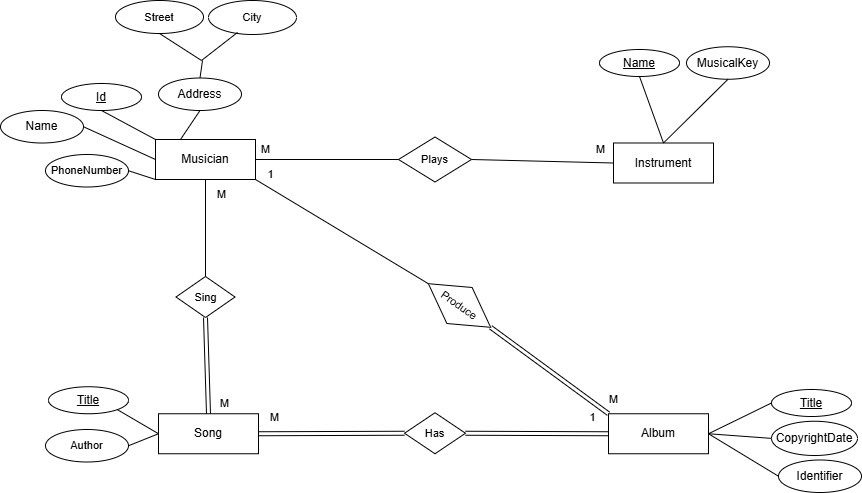 Street
City
Name
MusicalKey
Id
Address
Name
Musician
M
Plays
M
Instrument
PhoneNumber
1
M
Sing
Produce
Title
M
M
Title
M
1
Song
Has
Album
Author
CopyrightDate
Identifier